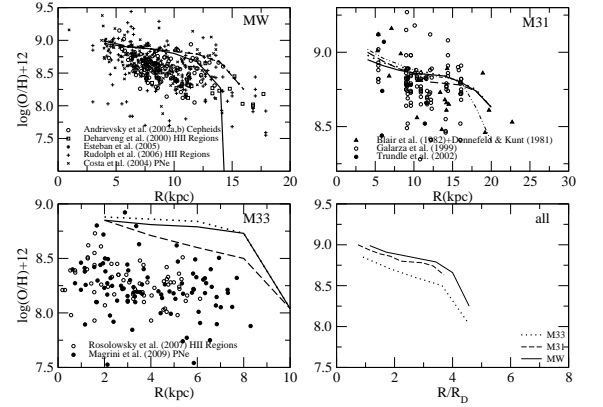 MW
9.5
9.0
8.5
8.0
7.5
log(O/H)+12
Andrievsky et al. (2002a,b) Cepheids
Deharveng et al. (2000) HII Regions
Esteban et al. (2005)
Rudolph et al. (2006) HII Regions
Costa et al. (2004) PNe
0 5 10 15 20
R(kpc)
M31
9.0
8.8
8.5
Blair et al. (1982)+Dennefeld & Kunt (1981)
Galarza et al. (1999)
Trundle et al. (2002)
0 5 10 15 20 25 30
R(kpc)
M33
9.0
8.5
8.0
7.5
log(O/H)+12
Rosolowsky et al. (2007) HII Regions
Magrini et al. (2009) PNe
0 2 4 6 8 10
R(kpc)
all
9.5
9.0
8.5
8.0
7.5
M33
M31
MW
0 2 4 6 8
R/R_D